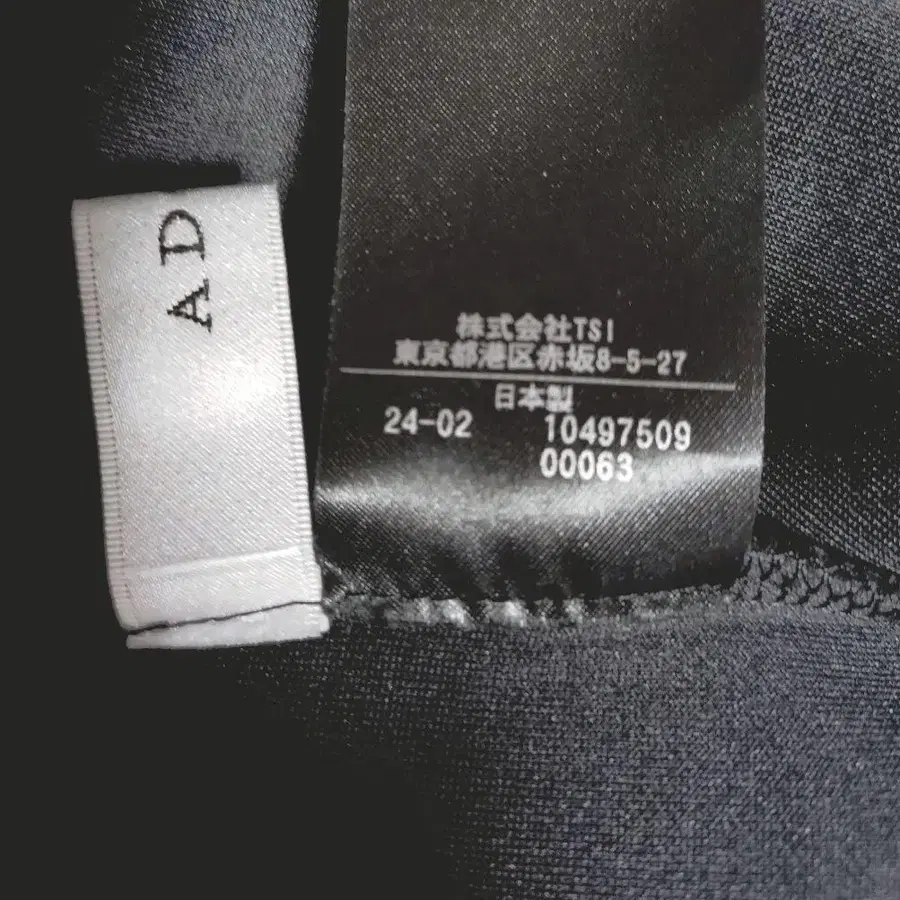 AD
株式会社TSI
東京都港区赤坂8-5-27
日本製
24-02 10497509
00063